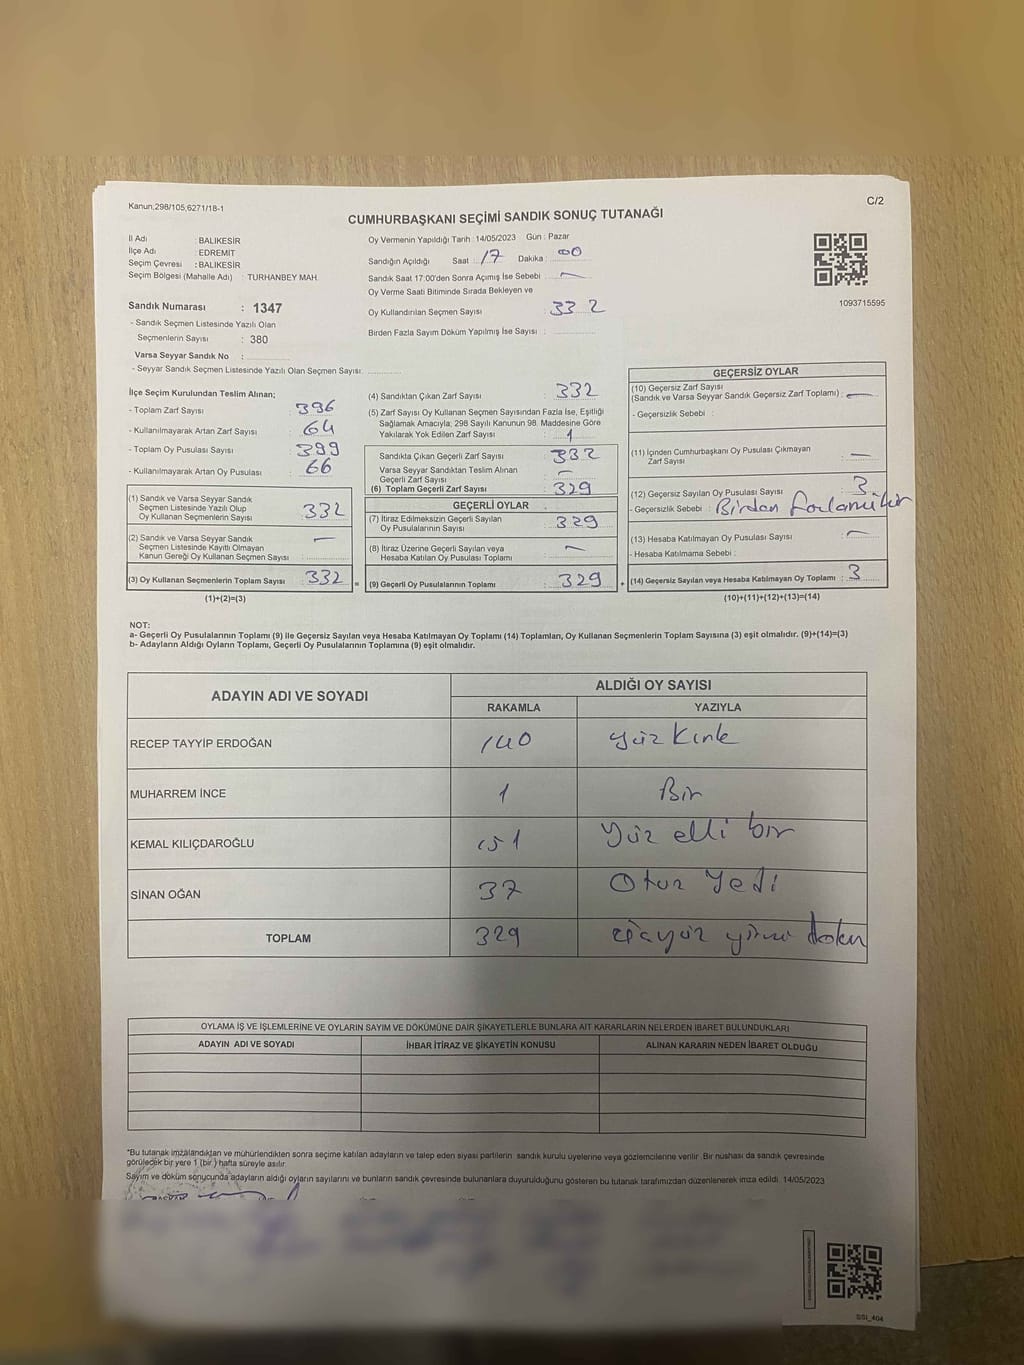 Kanun,298/105,6271/18-1
C/2
CUMHURBAŞKANI SEÇİMİ SANDIK SONUÇ TUTANAĞI
İl Adı : BALIKESİR
İlçe Adı : EDREMIT
Seçim Çevresi : BALIKESİR
Seçim Bölgesi (Mahalle Adı) : TURHANBEY MAH.
Sandık Numarası : 1347
- Sandık Seçmen Listesinde Yazılı Olan
Seçmenlerin Sayısı : 380
Varsa Seyyar Sandık No :
- Seyyar Sandık Seçmen Listesinde Yazılı Olan Seçmen Sayısı
Oy Vermenin Yapıldığı Tarih : 14/05/2023 Gün : Pazar
Sandığın Açıldığı Saat : 17 Dakika : 00
Sandık Saat 17:00'den Sonra Açımış İse Sebebi : —
Oy Verme Saati Bitiminde Sırada Bekleyen ve
Oy Kullandırılan Seçmen Sayısı : 332
Birden Fazla Sayım Döküm Yapılmış İse Sayısı :
1093715595
İlçe Seçim Kurulundan Teslim Alınan;
- Toplam Zarf Sayısı : 396
- Kullanılmayarak Artan Zarf Sayısı : 64
- Toplam Oy Pusulası Sayısı : 399
- Kullanılmayarak Artan Oy Pusulası : 66
(1) Sandık ve Varsa Seyyar Sandık
Seçmen Listesinde Yazılı Olup
Oy Kullanan Seçmenlerin Sayısı : 332
(2) Sandık ve Varsa Seyyar Sandık
Seçmen Listesinde Kayıtlı Olmayan
Kanun Gereği Oy Kullanan Seçmen Sayısı : —
(3) Oy Kullanan Seçmenlerin Toplam Sayısı : 332
(1)+(2)=(3)
(4) Sandıktan Çıkan Zarf Sayısı : 332
(5) Zarf Sayısı Oy Kullanan Seçmen Sayısından Fazla İse, Eşitliği
Sağlamak Amacıyla; 298 Sayılı Kanunun 98. Maddesine Göre
Yakılarak Yok Edilen Zarf Sayısı : 1
Sandıkta Çıkan Geçerli Zarf Sayısı : 332
Varsa Seyyar Sandıktan Teslim Alınan
Geçerli Zarf Sayısı : —
(6) Toplam Geçerli Zarf Sayısı : 329
GEÇERLİ OYLAR
(7) İtiraz Edilmeksizin Geçerli Sayılan
Oy Pusulalarının Sayısı : 329
(8) İtiraz Üzerine Geçerli Sayılan veya
Hesaba Katılan Oy Pusulası Toplamı : —
= (9) Geçerli Oy Pusulalarının Toplamı : 329
GEÇERSİZ OYLAR
(10) Geçersiz Zarf Sayısı
(Sandık ve Varsa Seyyar Sandık Geçersiz Zarf Toplamı) : —
- Geçersizlik Sebebi :
(11) İçinden Cumhurbaşkanı Oy Pusulası Çıkmayan
Zarf Sayısı : —
(12) Geçersiz Sayılan Oy Pusulası Sayısı : 3
- Geçersizlik Sebebi : Birden
(13) Hesaba Katılmayan Oy Pusulası Sayısı : —
- Hesaba Katılmama Sebebi :
+ (14) Geçersiz Sayılan veya Hesaba Katılmayan Oy Toplamı : 3
(10)+(11)+(12)+(13)=(14)
NOT:
a- Geçerli Oy Pusulalarının Toplamı (9) ile Geçersiz Sayılan veya Hesaba Katılmayan Oy Toplamı (14) Toplamları, Oy Kullanan Seçmenlerin Toplam Sayısına (3) eşit olmalıdır. (9)+(14)=(3)
b- Adayların Aldığı Oyların Toplamı, Geçerli Oy Pusulalarının Toplamına (9) eşit olmalıdır.
ADAYIN ADI VE SOYADI ALDIĞI OY SAYISI
RAKAMLA YAZIYLA
RECEP TAYYİP ERDOĞAN 140 yüz Kırk
MUHARREM İNCE 1 Bir
KEMAL KILIÇDAROĞLU 151 Yüz elli bir
SİNAN OĞAN 37 Otuz Yedi
TOPLAM 329
OYLAMA İŞ VE İŞLEMLERİNE VE OYLARIN SAYIM VE DÖKÜMÜNE DAİR ŞİKAYETLERLE BUNLARA AİT KARARLARIN NELERDEN İBARET BULUNDUKLARI
ADAYIN ADI VE SOYADI İHBAR İTİRAZ VE ŞİKAYETİN KONUSU ALINAN KARARIN NEDEN İBARET OLDUĞU
*Bu tutanak imzalandıktan ve mühürlendikten sonra seçime katılan adayların ve talep eden siyasi partilerin sandık kurulu üyelerine veya gözlemcilerine verilir. Bir nüshası da sandık çevresinde
görülecek bir yere 1 (bir ) hafta süreyle asılır.
Sayım ve döküm sonucunda adayların aldığı oyların sayılarını ve bunların sandık çevresinde bulunanlara duyurulduğunu gösteren bu tutanak tarafımızdan düzenlenerek imza edildi. 14/05/2023
SSI_404